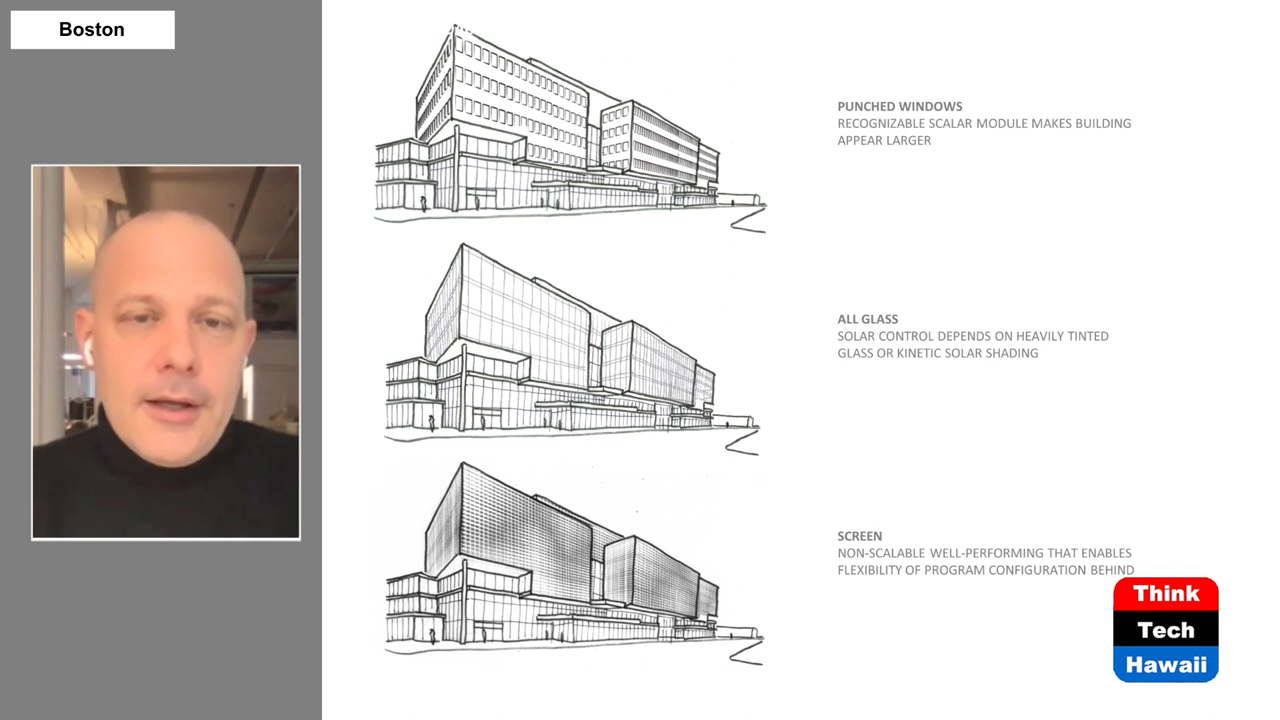 Boston
PUNCHED WINDOWS
RECOGNIZABLE SCALAR MODULE MAKES BUILDING
APPEAR LARGER
ALL GLASS
SOLAR CONTROL DEPENDS ON HEAVILY TINTED
GLASS OR KINETIC SOLAR SHADING
SCREEN
NON-SCALABLE WELL-PERFORMING THAT ENABLES
FLEXIBILITY OF PROGRAM CONFIGURATION BEHIND
Think
Tech
Hawaii